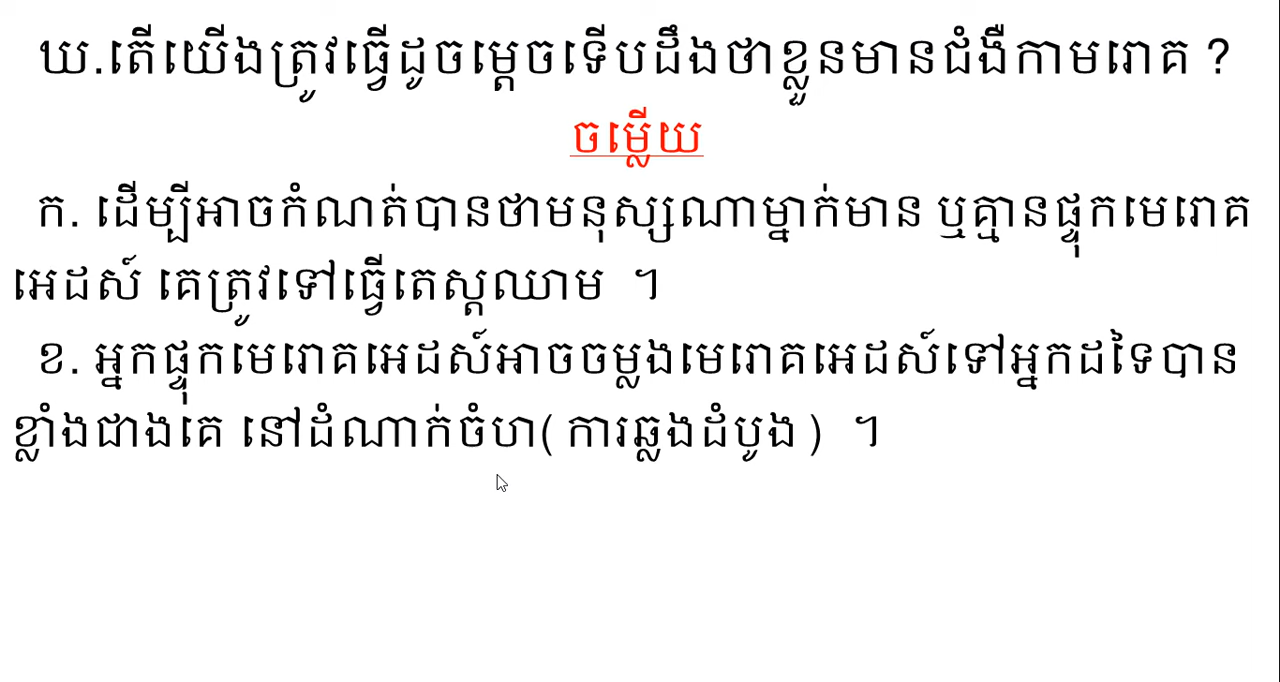 ឃ.តើយើងត្រូវធ្វើដូចម្តេចទើបដឹងថាខ្លួនមានជំងឺកាមរោគ ?
ចម្លើយ
ក. ដើម្បីអាចកំណត់បានថាមនុស្សណាម្នាក់មាន ឬគ្មានផ្ទុកមេរោគ
អេដស៍ គេត្រូវទៅធ្វើតេស្តឈាម ។
ខ. អ្នកផ្ទុកមេរោគអេដស៍អាចចម្លងមេរោគអេដស៍ទៅអ្នកដទៃបាន
ខ្លាំងជាងគេ នៅដំណាក់ចំហ( ការឆ្លងដំបូង ) ។